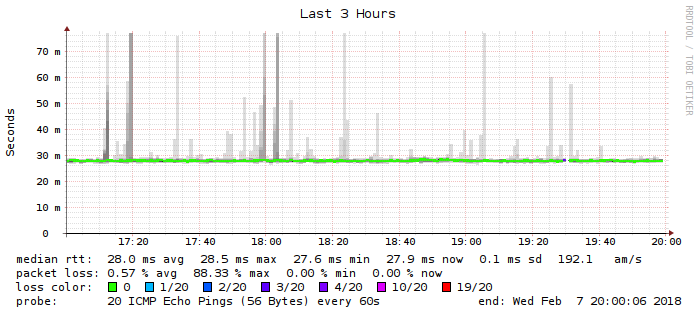 Last 3 Hours
RRDTOOL / TOBI OETIKER
Seconds
70 m
60 m
50 m
40 m
30 m
20 m
10 m
0
17:20 17:40 18:00 18:20 18:40 19:00 19:20 19:40 20:00
median rtt: 28.0 ms avg 28.5 ms max 27.6 ms min 27.9 ms now 0.1 ms sd 192.1 am/s
packet loss: 0.57 % avg 88.33 % max 0.00 % min 0.00 % now
loss color: 0 1/20 2/20 3/20 4/20 10/20 19/20
probe: 20 ICMP Echo Pings (56 Bytes) every 60s end: Wed Feb 7 20:00:06 2018